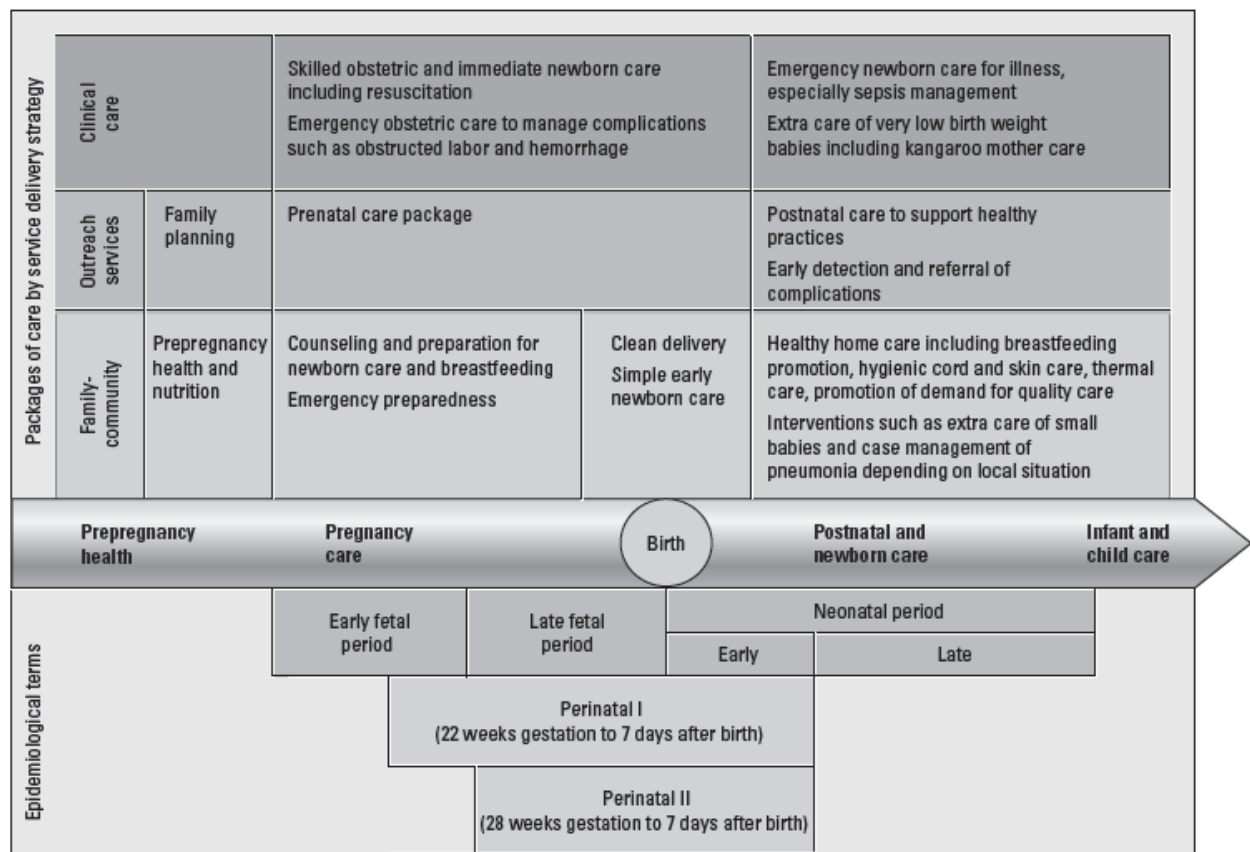 Packages of care by service delivery strategy
Clinical
care
Skilled obstetric and immediate newborn care
including resuscitation
Emergency obstetric care to manage complications
such as obstructed labor and hemorrhage
Emergency newborn care for illness,
especially sepsis management
Extra care of very low birth weight
babies including kangaroo mother care
Outreach
services
Family
planning
Prenatal care package
Postnatal care to support healthy
practices
Early detection and referral of
complications
Family-
community
Prepregnancy
health and
nutrition
Counseling and preparation for
newborn care and breastfeeding
Emergency preparedness
Clean delivery
Simple early
newborn care
Healthy home care including breastfeeding
promotion, hygienic cord and skin care, thermal
care, promotion of demand for quality care
Interventions such as extra care of small
babies and case management of
pneumonia depending on local situation
Prepregnancy
health
Pregnancy
care
Birth
Postnatal and
newborn care
Infant and
child care
Epidemiological terms
Early fetal
period
Late fetal
period
Neonatal period
Early
Late
Perinatal I
(22 weeks gestation to 7 days after birth)
Perinatal II
(28 weeks gestation to 7 days after birth)